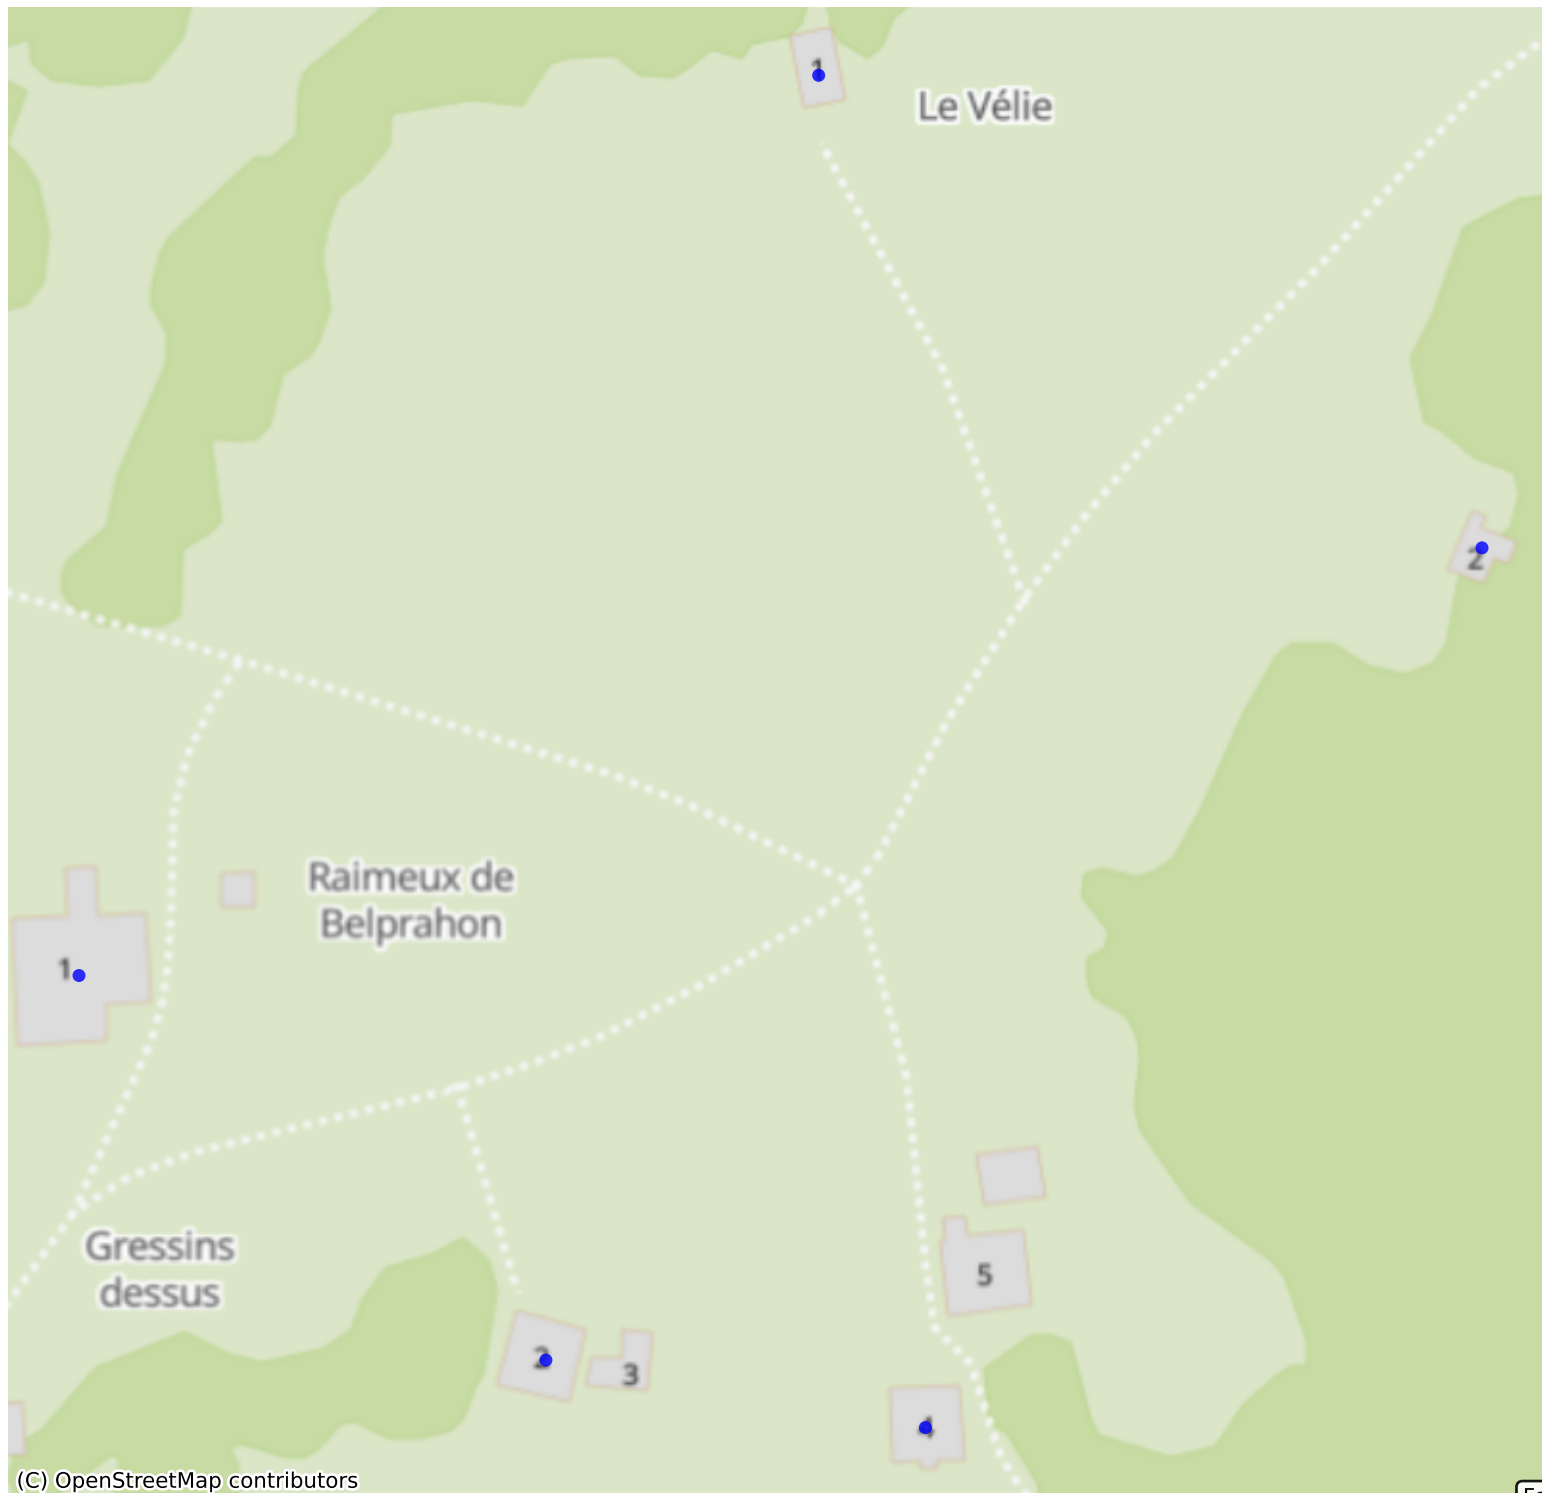 1
Le Vélie
2
Raimeux de
Belprahon
1
Gressins
dessus
5
2
3
4
(C) OpenStreetMap contributors